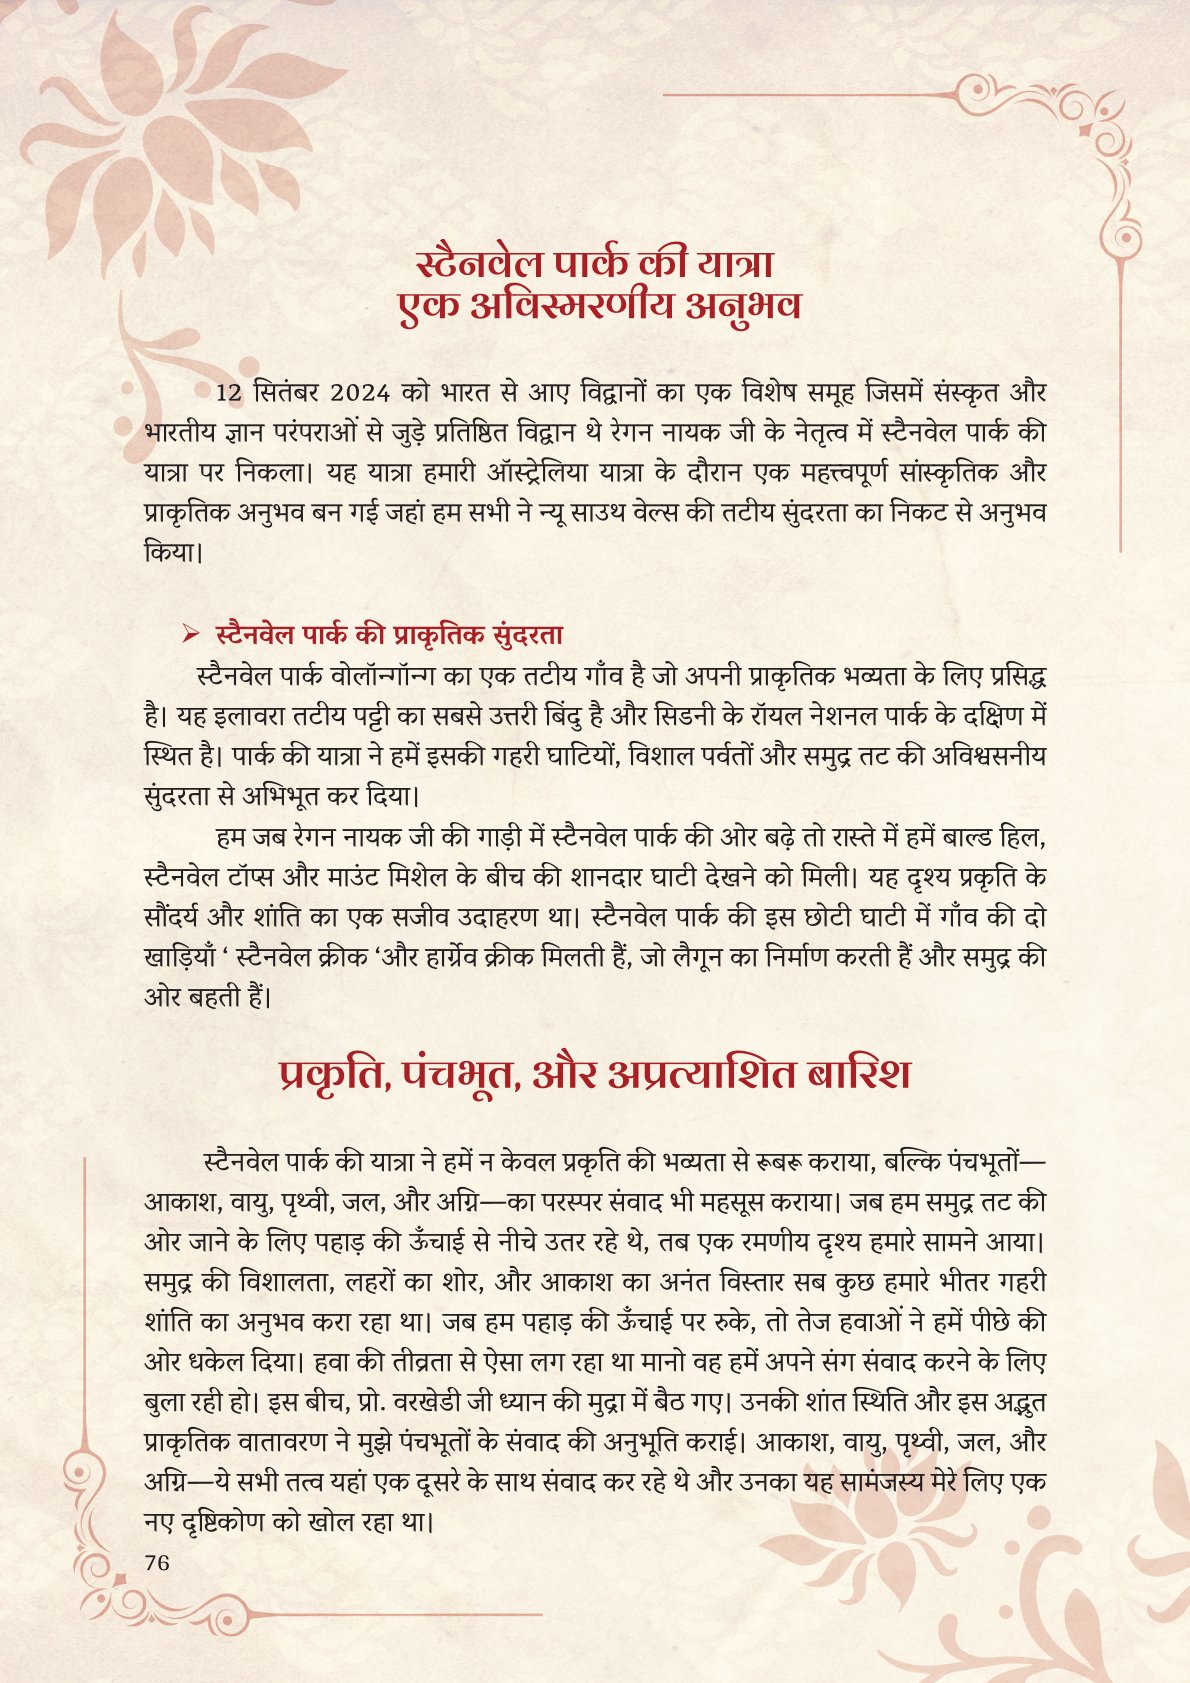 स्टैनवेल पार्क की यात्रा
एक अविस्मरणीय अनुभव
12 सितंबर 2024 को भारत से आए विद्वानों का एक विशेष समूह जिसमें संस्कृत और
भारतीय ज्ञान परंपराओं से जुड़े प्रतिष्ठित विद्वान थे रेगन नायक जी के नेतृत्व में स्टैनवेल पार्क की
यात्रा पर निकला। यह यात्रा हमारी ऑस्ट्रेलिया यात्रा के दौरान एक महत्त्वपूर्ण सांस्कृतिक और
प्राकृतिक अनुभव बन गई जहां हम सभी ने न्यू साउथ वेल्स की तटीय सुंदरता का निकट से अनुभव
किया।
➢ स्टैनवेल पार्क की प्राकृतिक सुंदरता
स्टैनवेल पार्क वोलॉन्गॉन्ग का एक तटीय गाँव है जो अपनी प्राकृतिक भव्यता के लिए प्रसिद्ध
है। यह इलावरा तटीय पट्टी का सबसे उत्तरी बिंदु है और सिडनी के रॉयल नेशनल पार्क के दक्षिण में
स्थित है। पार्क की यात्रा ने हमें इसकी गहरी घाटियों, विशाल पर्वतों और समुद्र तट की अविश्वसनीय
सुंदरता से अभिभूत कर दिया।
हम जब रेगन नायक जी की गाड़ी में स्टैनवेल पार्क की ओर बढ़े तो रास्ते में हमें बाल्ड हिल,
स्टैनवेल टॉप्स और माउंट मिशेल के बीच की शानदार घाटी देखने को मिली। यह दृश्य प्रकृति के
सौंदर्य और शांति का एक सजीव उदाहरण था। स्टैनवेल पार्क की इस छोटी घाटी में गाँव की दो
खाड़ियाँ ‘ स्टैनवेल क्रीक ‘और हार्ग्रेव क्रीक मिलती हैं, जो लैगून का निर्माण करती हैं और समुद्र की
ओर बहती हैं।
प्रकृति, पंचभूत, और अप्रत्याशित बारिश
स्टैनवेल पार्क की यात्रा ने हमें न केवल प्रकृति की भव्यता से रूबरू कराया, बल्कि पंचभूतों—
आकाश, वायु, पृथ्वी, जल, और अग्नि—का परस्पर संवाद भी महसूस कराया। जब हम समुद्र तट की
ओर जाने के लिए पहाड़ की ऊँचाई से नीचे उतर रहे थे, तब एक रमणीय दृश्य हमारे सामने आया।
समुद्र की विशालता, लहरों का शोर, और आकाश का अनंत विस्तार सब कुछ हमारे भीतर गहरी
शांति का अनुभव करा रहा था। जब हम पहाड़ की ऊँचाई पर रुके, तो तेज हवाओं ने हमें पीछे की
ओर धकेल दिया। हवा की तीव्रता से ऐसा लग रहा था मानो वह हमें अपने संग संवाद करने के लिए
बुला रही हो। इस बीच, प्रो. वरखेडी जी ध्यान की मुद्रा में बैठ गए। उनकी शांत स्थिति और इस अद्भुत
प्राकृतिक वातावरण ने मुझे पंचभूतों के संवाद की अनुभूति कराई। आकाश, वायु, पृथ्वी, जल, और
अग्नि—ये सभी तत्व यहां एक दूसरे के साथ संवाद कर रहे थे और उनका यह सामंजस्य मेरे लिए एक
नए दृष्टिकोण को खोल रहा था।
76